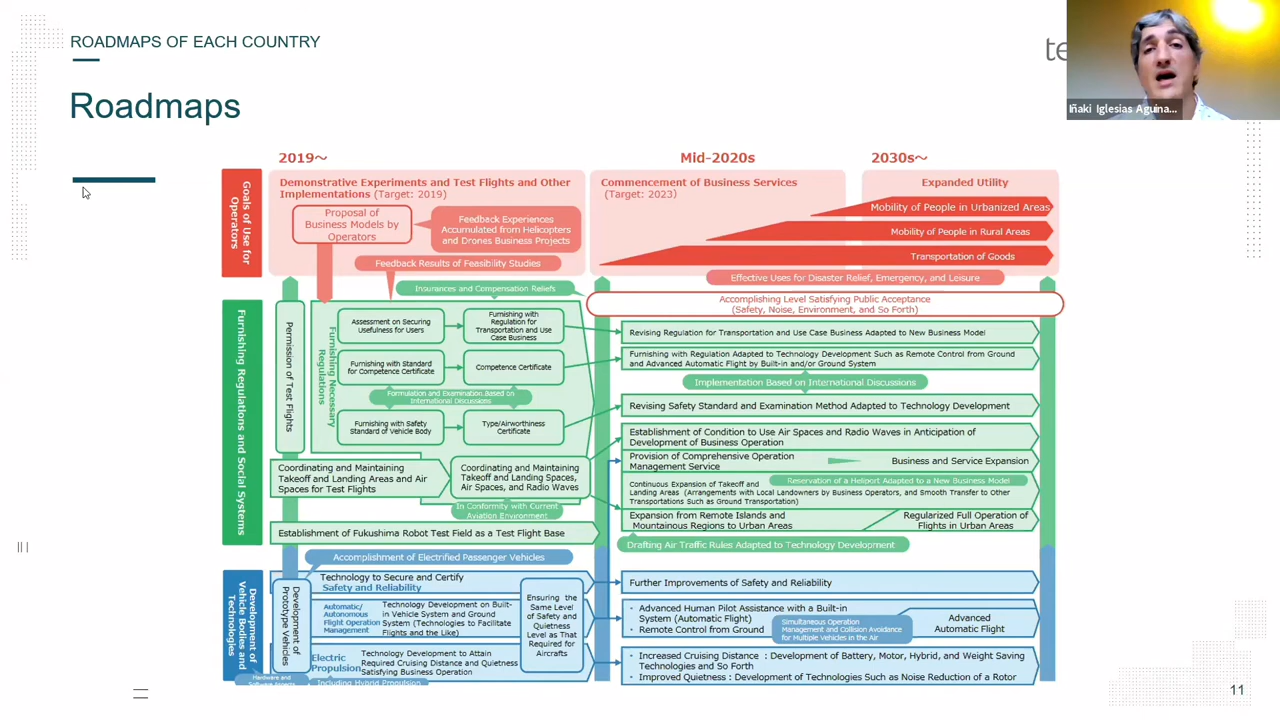 ROADMAPS OF EACH COUNTRY
te
Iñaki Iglesias Aguina...
Roadmaps
2019~
Mid-2020s
2030s~
Goals of Use for
Operators
Demonstrative Experiments and Test Flights and Other
Implementations (Target: 2019)
Proposal of
Business Models by
Operators
Feedback Experiences
Accumulated from Helicopters
and Drones Business Projects
Feedback Results of Feasibility Studies
Commencement of Business Services
(Target: 2023)
Expanded Utility
Mobility of People in Urbanized Areas
Mobility of People in Rural Areas
Transportation of Goods
Effective Uses for Disaster Relief, Emergency, and Leisure
Insurances and Compensation Reliefs
Accomplishing Level Satisfying Public Acceptance
(Safety, Noise, Environment, and So Forth)
Furnishing Regulations and Social Systems
Permission of Test Flights
Furnishing Necessary
Regulations
Assessment on Securing
Usefulness for Users
Furnishing with
Regulation for
Transportation and Use
Case Business
Furnishing with Standard
for Competence Certificate
Competence Certificate
Formulation and Examination Based on
International Discussions
Furnishing with Safety
Standard of Vehicle Body
Type/Airworthiness
Certificate
Coordinating and Maintaining
Takeoff and Landing Areas and Air
Spaces for Test Flights
Coordinating and Maintaining
Takeoff and Landing Spaces,
Air Spaces, and Radio Waves
In Conformity with Current
Aviation Environment
Establishment of Fukushima Robot Test Field as a Test Flight Base
Revising Regulation for Transportation and Use Case Business Adapted to New Business Model
Furnishing with Regulation Adapted to Technology Development Such as Remote Control from Ground
and Advanced Automatic Flight by Built-in and/or Ground System
Implementation Based on International Discussions
Revising Safety Standard and Examination Method Adapted to Technology Development
Establishment of Condition to Use Air Spaces and Radio Waves in Anticipation of
Development of Business Operation
Provision of Comprehensive Operation
Management Service
Business and Service Expansion
Continuous Expansion of Takeoff and
Landing Areas (Arrangements with Local Landowners by Business Operators, and Smooth Transfer to Other
Transportations Such as Ground Transportation)
Reservation of a Heliport Adapted to a New Business Model
Expansion from Remote Islands and
Mountainous Regions to Urban Areas
Regularized Full Operation of
Flights in Urban Areas
Drafting Air Traffic Rules Adapted to Technology Development
Development of
Vehicle Bodies and
Technologies
Accomplishment of Electrified Passenger Vehicles
Development of
Prototype Vehicles
Technology to Secure and Certify
Safety and Reliability
Automatic/
Autonomous
Flight Operation
Management
Technology Development on Built-
in Vehicle System and Ground
System (Technologies to Facilitate
Flights and the Like)
Electric
Propulsion
Technology Development to Attain
Required Cruising Distance and Quietness
Satisfying Business Operation
Ensuring the
Same Level of
Safety and
Quietness
Level as That
Required for
Aircrafts
Hardware and
Software Aspects
Including Hybrid Propulsion
Further Improvements of Safety and Reliability
• Advanced Human Pilot Assistance with a Built-in
System (Automatic Flight)
• Remote Control from Ground
Simultaneous Operation
Management and Collision Avoidance
for Multiple Vehicles in the Air
Advanced
Automatic Flight
• Increased Cruising Distance : Development of Battery, Motor, Hybrid, and Weight Saving
Technologies and So Forth
• Improved Quietness : Development of Technologies Such as Noise Reduction of a Rotor
11